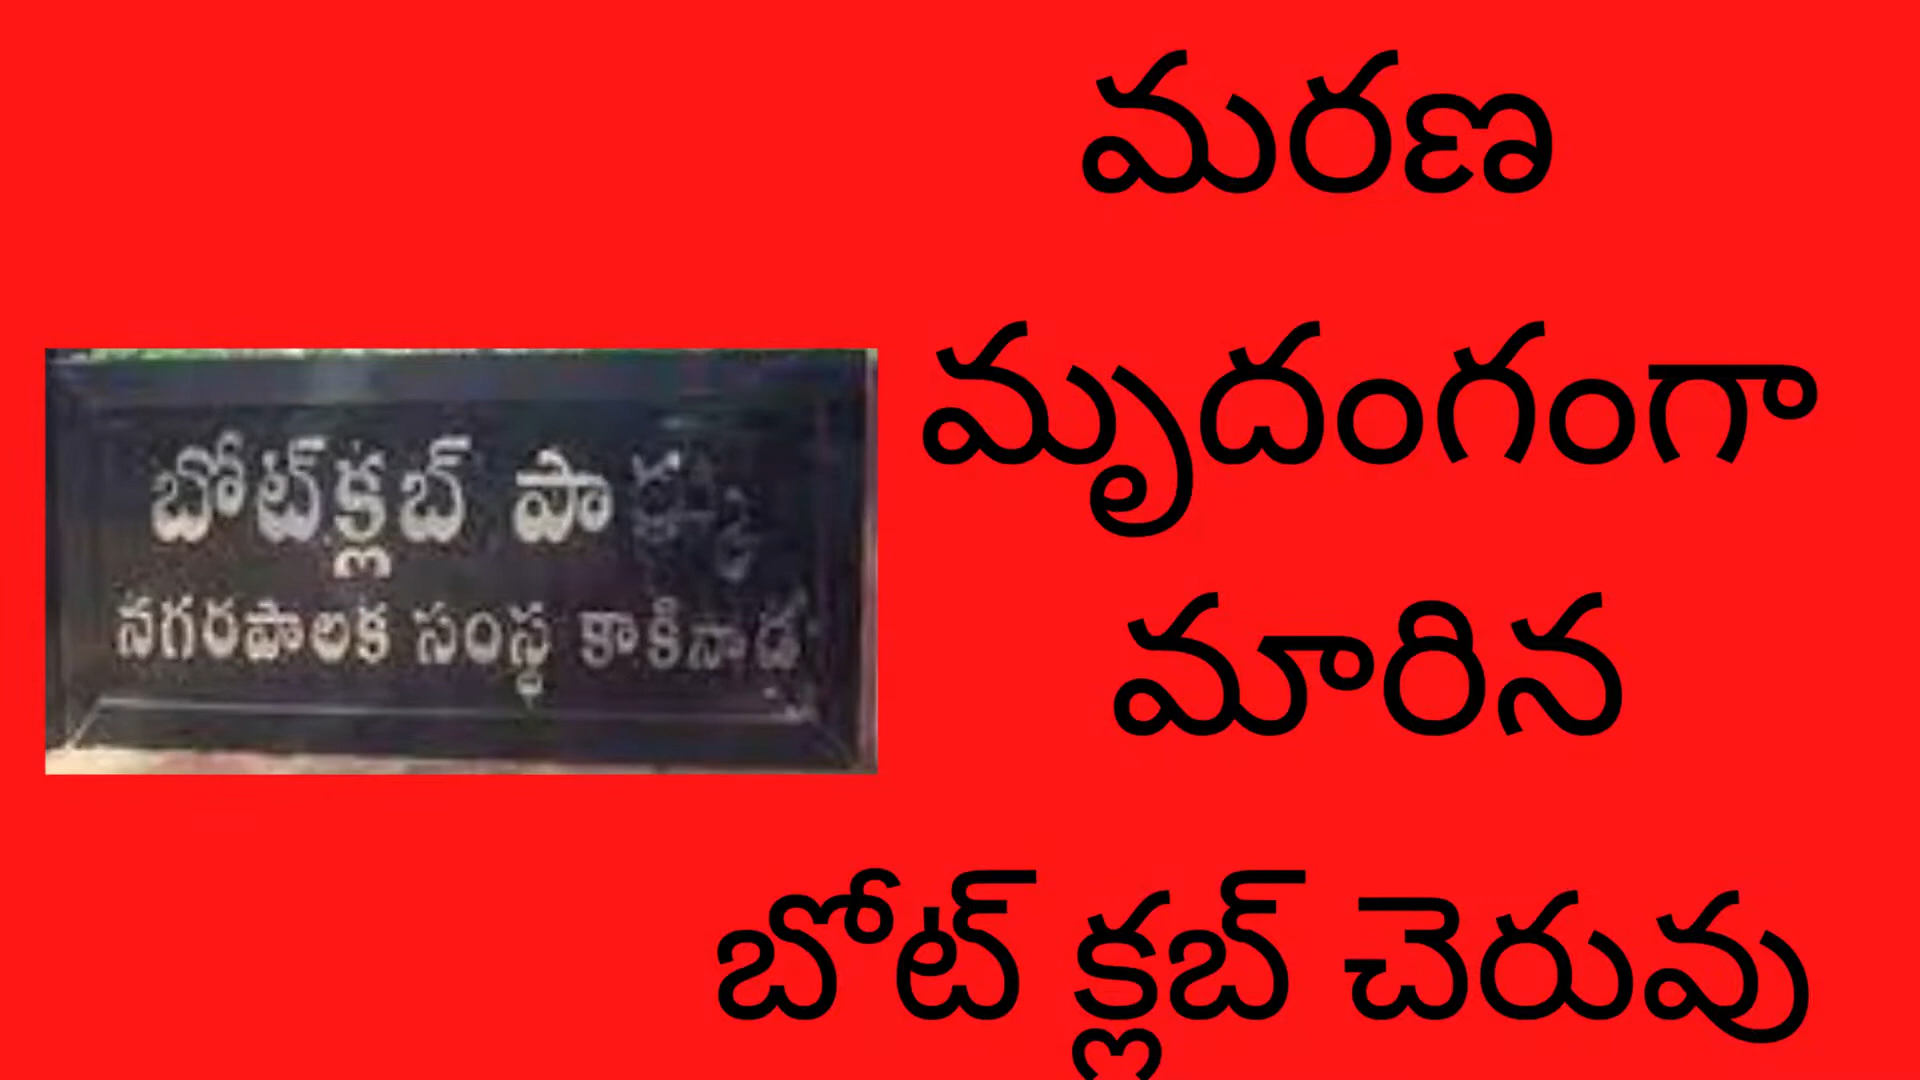 మరణ
మృదంగంగా
మారిన
బోట్ క్లబ్ చెరువు
బోట్‌క్లబ్ పార్కు
నగరపాలక సంస్థ కాకినాడ